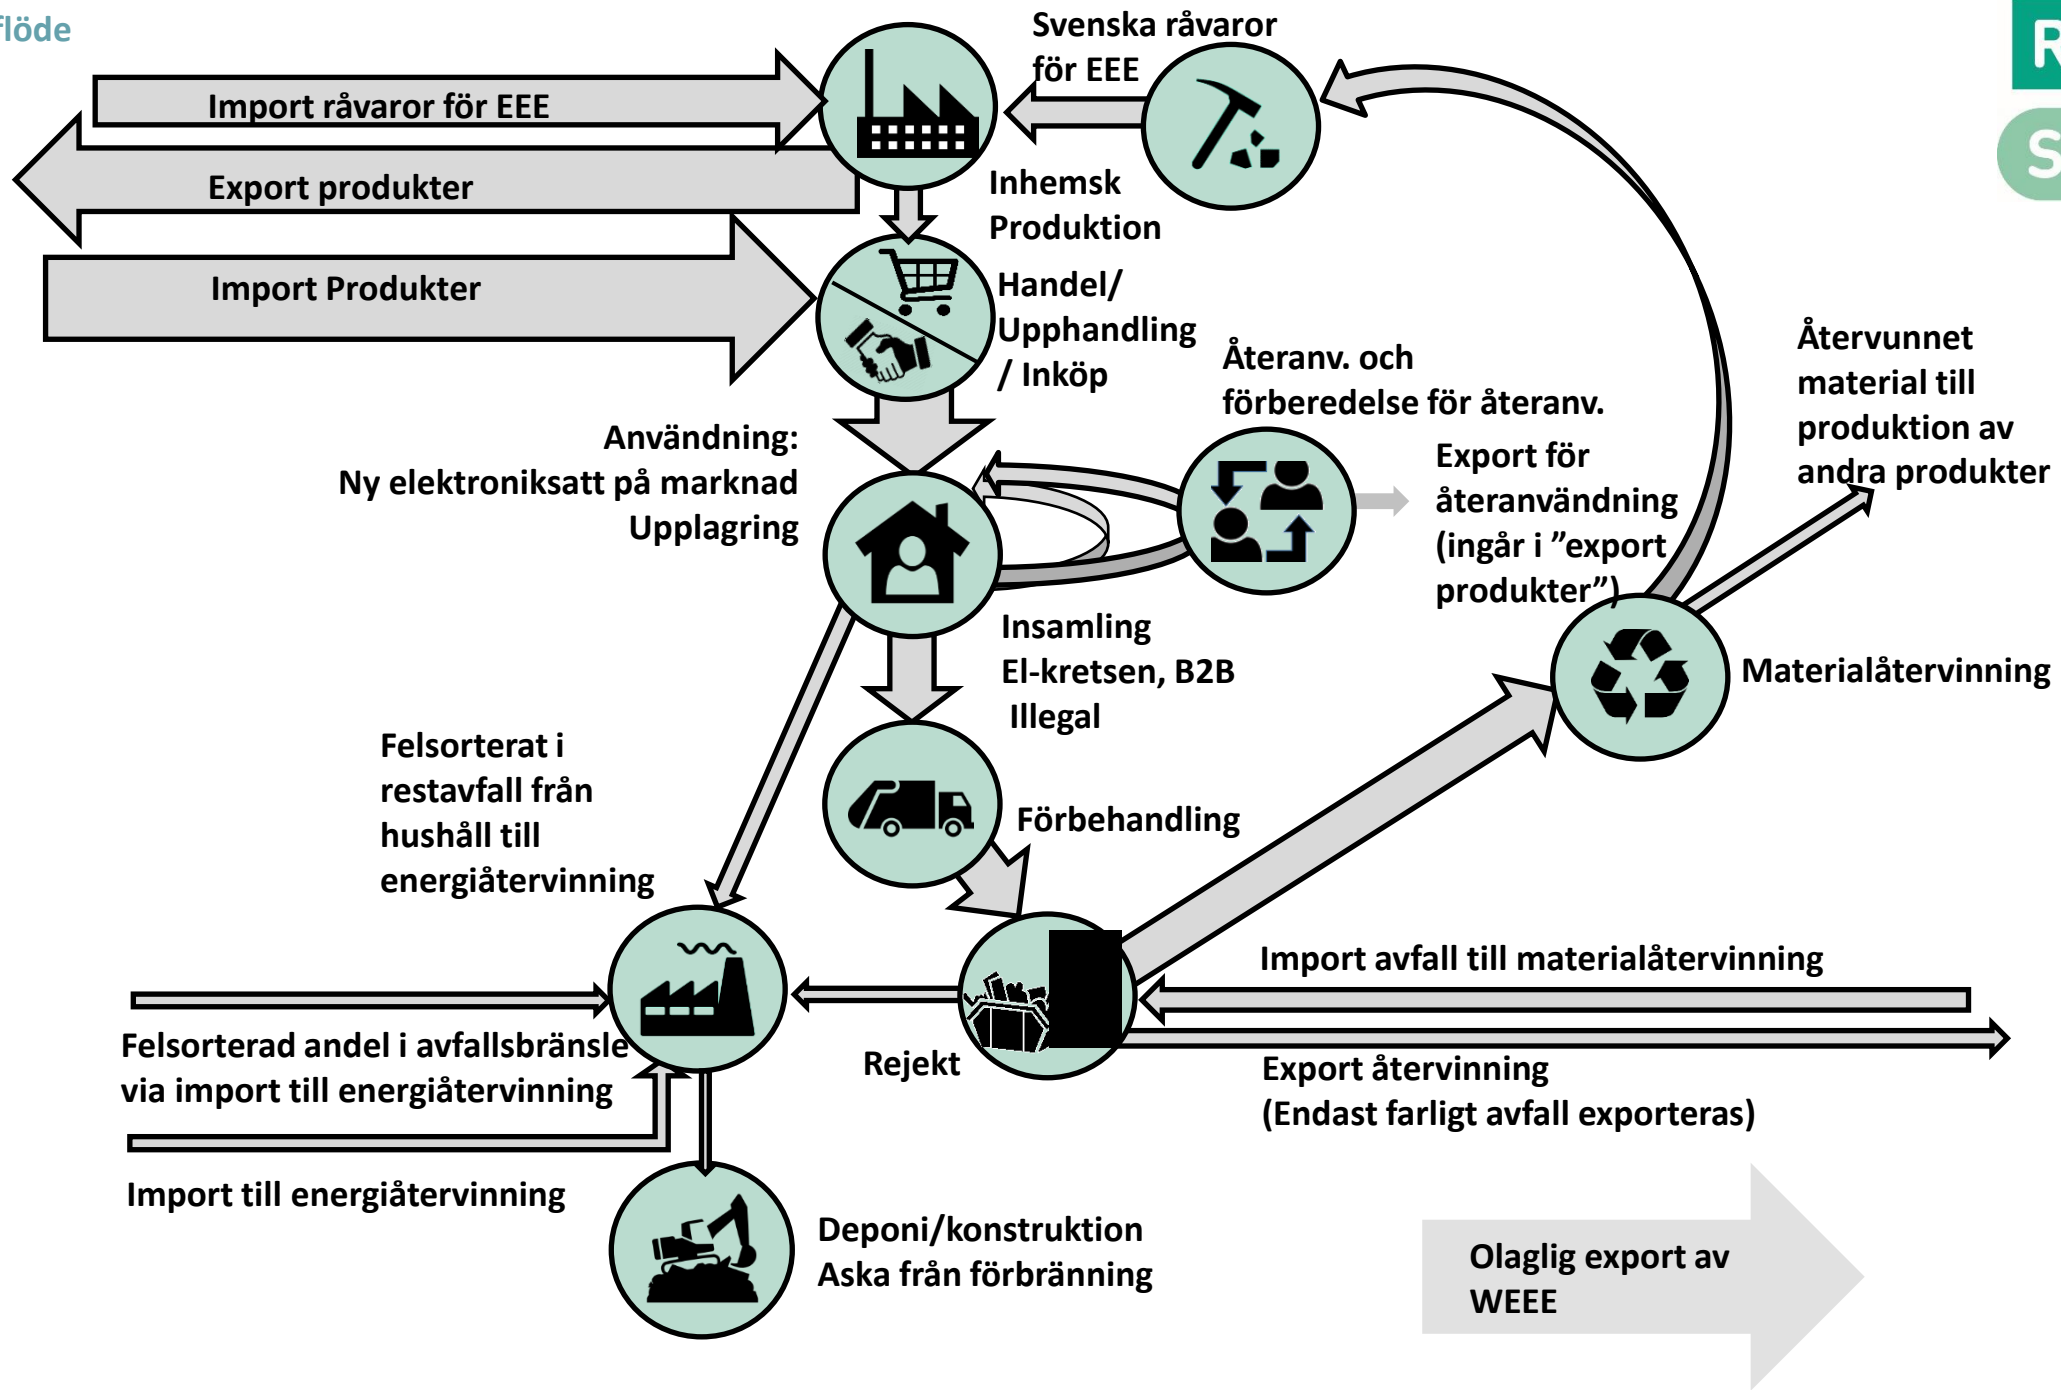 flöde
R
S
Svenska råvaror
för EEE
Import råvaror för EEE
Export produkter
Inhemsk
Produktion
Import Produkter
Handel/
Upphandling
/ Inköp
Återanv. och
förberedelse för återanv.
Återvunnet
material till
produktion av
andra produkter
Användning:
Ny elektroniksatt på marknad
Upplagring
Export för
återanvändning
(ingår i ”export
produkter”)
Insamling
El-kretsen, B2B
Illegal
Materialåtervinning
Felsorterat i
restavfall från
hushåll till
energiåtervinning
Förbehandling
Import avfall till materialåtervinning
Felsorterad andel i avfallsbränsle
via import till energiåtervinning
Rejekt
Export återvinning
(Endast farligt avfall exporteras)
Import till energiåtervinning
Deponi/konstruktion
Aska från förbränning
Olaglig export av
WEEE